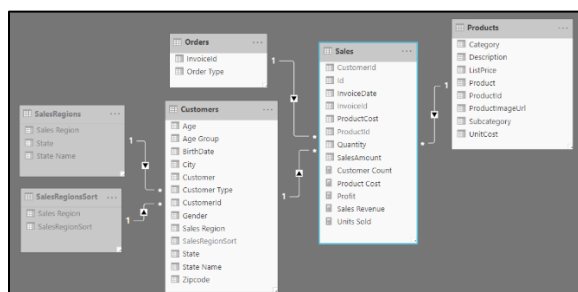 Orders
InvoiceId
Order Type
SalesRegions
Sales Region
State
State Name
SalesRegionsSort
Sales Region
SalesRegionSort
Customers
Age
Age Group
BirthDate
City
Customer
Customer Type
CustomerId
Gender
Sales Region
SalesRegionSort
State
State Name
Zipcode
Sales
CustomerId
Id
InvoiceDate
InvoiceId
ProductCost
ProductId
Quantity
SalesAmount
Customer Count
Product Cost
Profit
Sales Revenue
Units Sold
Products
Category
Description
ListPrice
Product
ProductId
ProductImageUrl
Subcategory
UnitCost
1
1
1
1
1